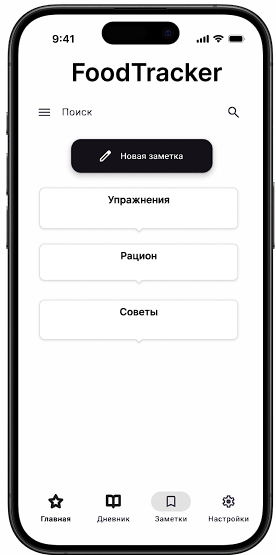 9:41
FoodTracker
Поиск
Новая заметка
Упражнения
Рацион
Советы
Главная Дневник Заметки Настройки